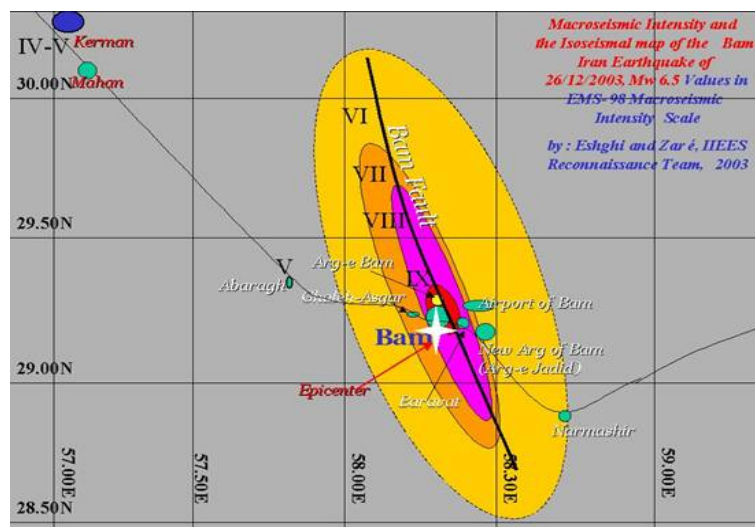 Macroseismic Intensity and
the Isoseismal map of the Bam
Iran Earthquake of
26/12/2003, Mw 6.5 Values in
EMS-98 Macroseismic
Intensity Scale
by : Eshghi and Zaré, IIEES
Reconnaissance Team, 2003
Kerman
IV-V
Mahan
30.00N
VI
Bam Fault
VII
VIII
29.50N
Arg-e Bam
V
IX
Abaragh
Airport of Bam
Bam
New Arg of Bam
(Arg-e Jadid)
Epicenter
Baravat
Narmashir
29.00N
57.00E
57.50E
58.00E
58.30E
59.00E
28.50N